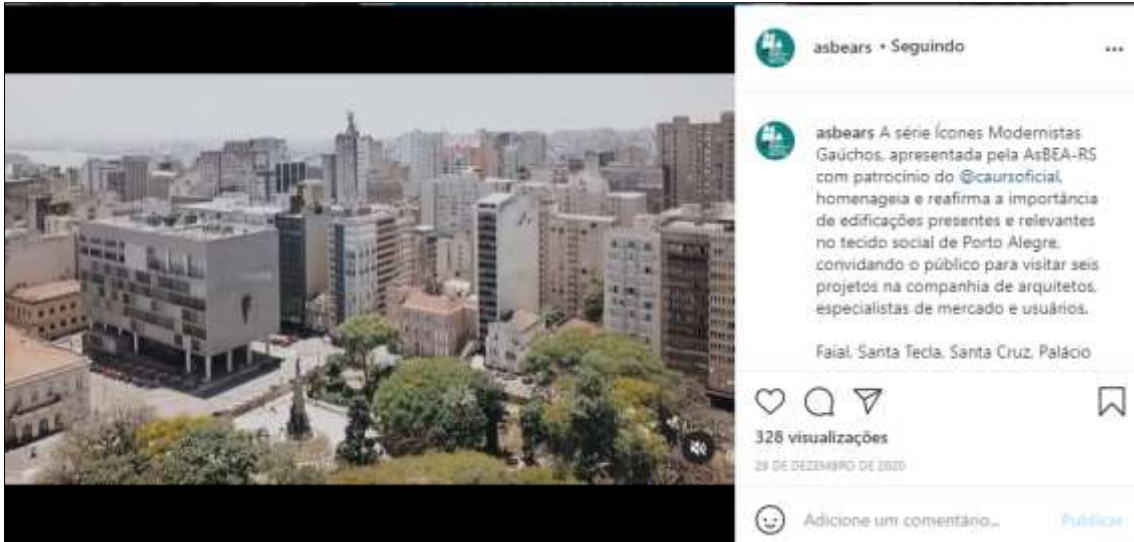 asbears • Seguindo
...
asbears A série Ícones Modernistas
Gaúchos, apresentada pela AsBEA-RS
com patrocínio do @caursoficial,
homenageia e reafirma a importância
de edificações presentes e relevantes
no tecido social de Porto Alegre,
convidando o público para visitar seis
projetos na companhia de arquitetos,
especialistas de mercado e usuários.
Faial, Santa Tecla, Santa Cruz, Palácio
328 visualizações
28 DE DEZEMBRO DE 2020
Adicione um comentário...
Publicar